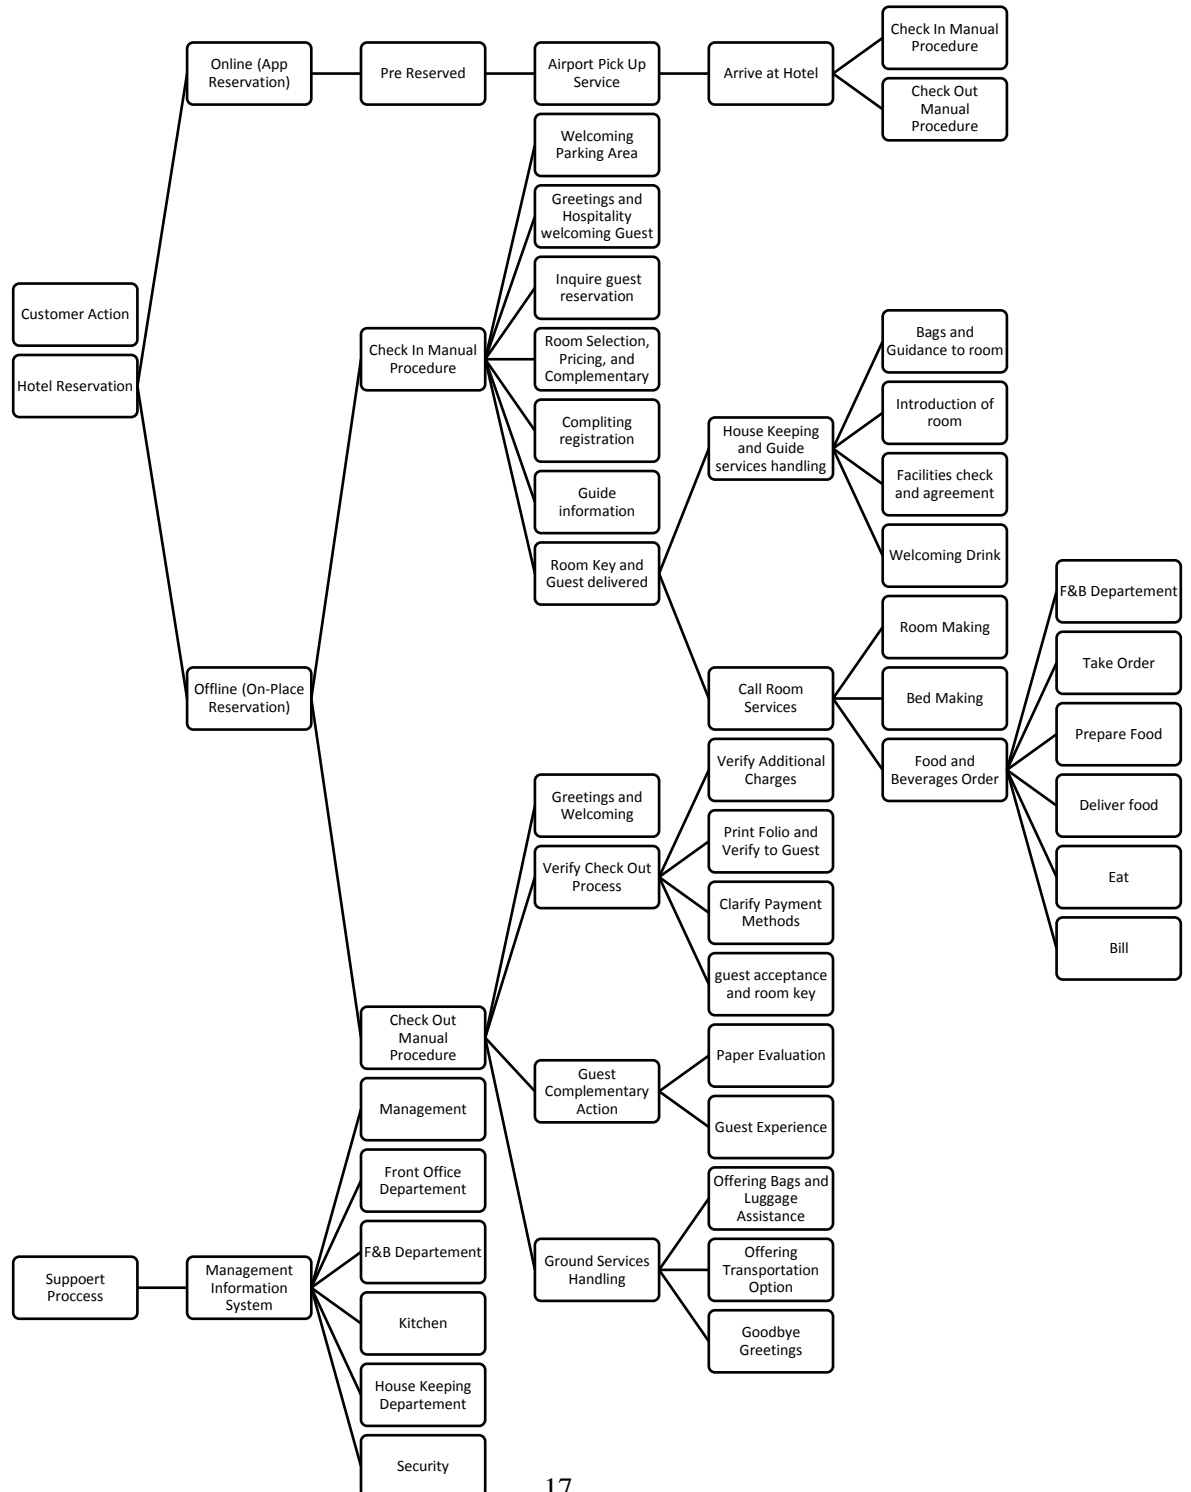 Customer Action
Hotel Reservation
Online (App
Reservation)
Pre Reserved
Airport Pick Up
Service
Arrive at Hotel
Check In Manual
Procedure
Check Out
Manual
Procedure
Offline (On-Place
Reservation)
Check In Manual
Procedure
Welcoming
Parking Area
Greetings and
Hospitality
welcoming Guest
Inquire guest
reservation
Room Selection,
Pricing, and
Complementary
Compliting
registration
Guide
information
Room Key and
Guest delivered
House Keeping
and Guide
services handling
Bags and
Guidance to room
Introduction of
room
Facilities check
and agreement
Welcoming Drink
Call Room
Services
Room Making
Bed Making
Food and
Beverages Order
F&B Departement
Take Order
Prepare Food
Deliver food
Eat
Bill
Check Out
Manual
Procedure
Greetings and
Welcoming
Verify Check Out
Process
Verify Additional
Charges
Print Folio and
Verify to Guest
Clarify Payment
Methods
guest acceptance
and room key
Guest
Complementary
Action
Paper Evaluation
Guest Experience
Ground Services
Handling
Offering Bags and
Luggage
Assistance
Offering
Transportation
Option
Goodbye
Greetings
Suppoert
Proccess
Management
Information
System
Management
Front Office
Departement
F&B Departement
Kitchen
House Keeping
Departement
Security
17